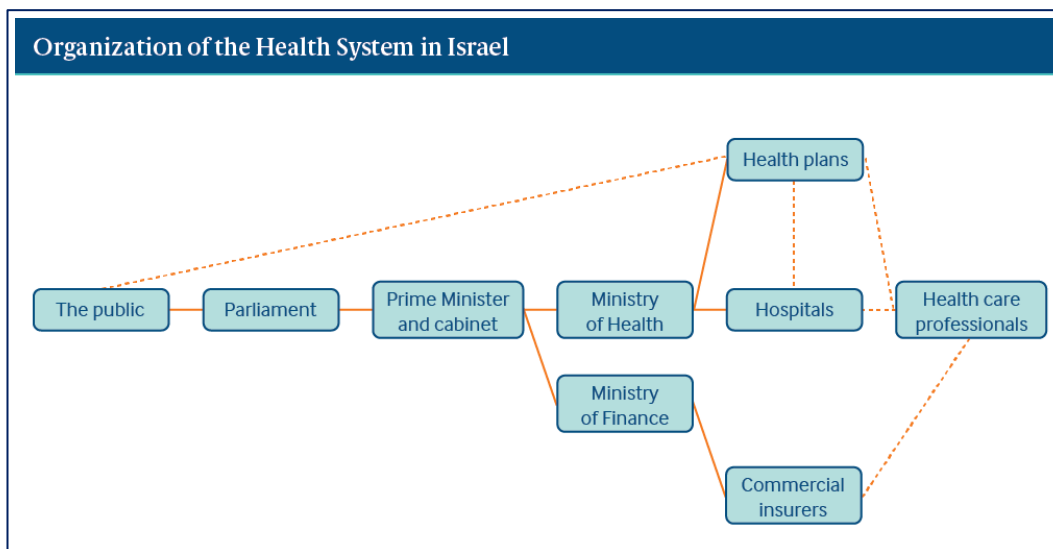 Organization of the Health System in Israel
Health plans
The public
Parliament
Prime Minister
and cabinet
Ministry
of Health
Hospitals
Health care
professionals
Ministry
of Finance
Commercial
insurers